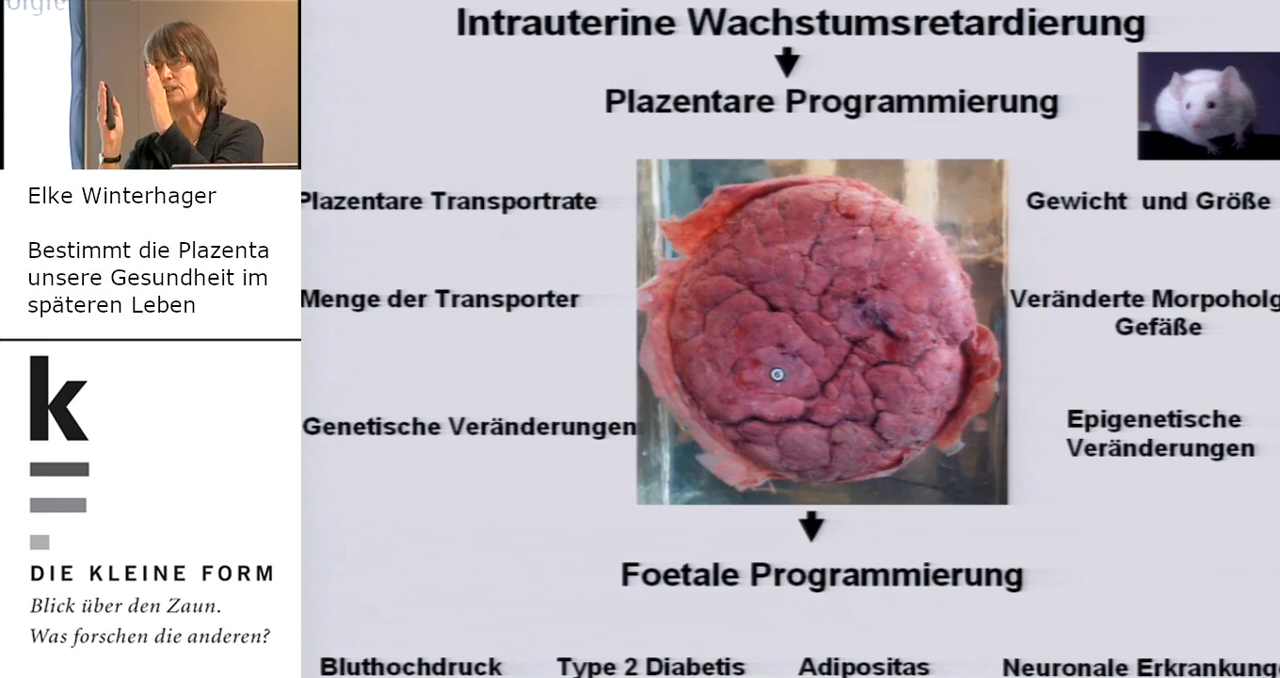 Elke Winterhager
Bestimmt die Plazenta
unsere Gesundheit im
späteren Leben
k
DIE KLEINE FORM
Blick über den Zaun.
Was forschen die anderen?
Intrauterine Wachstumsretardierung
Plazentare Programmierung
Plazentare Transportrate
Gewicht und Größe
Menge der Transporter
Veränderte Morpoholg
Gefäße
Genetische Veränderungen
Epigenetische
Veränderungen
Foetale Programmierung
Bluthochdruck Type 2 Diabetis Adipositas Neuronale Erkrankung